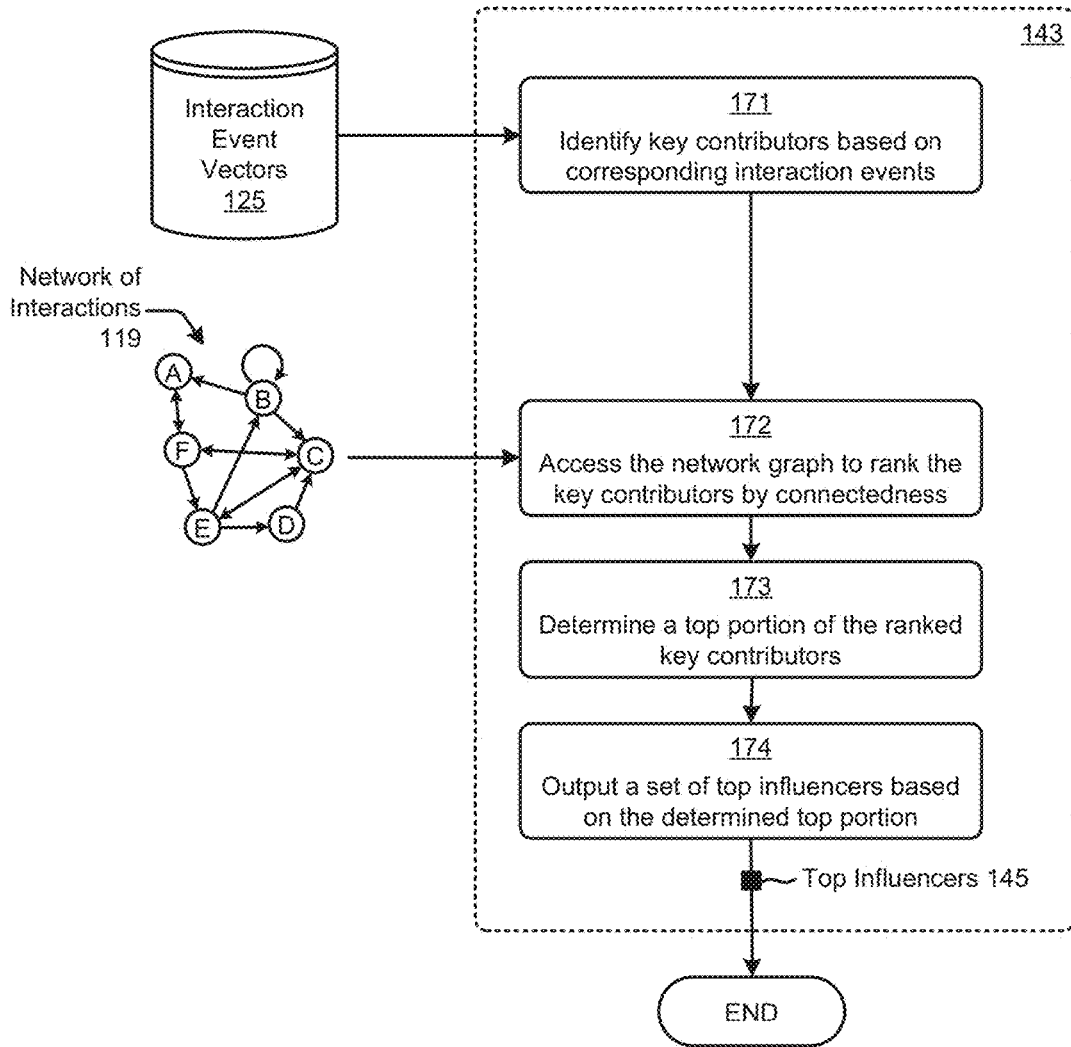 143
Interaction
Event
Vectors
125
171
Identify key contributors based on
corresponding interaction events
Network of
Interactions
119
A
B
F
C
E
D
172
Access the network graph to rank the
key contributors by connectedness
173
Determine a top portion of the ranked
key contributors
174
Output a set of top influencers based
on the determined top portion
Top Influencers 145
END